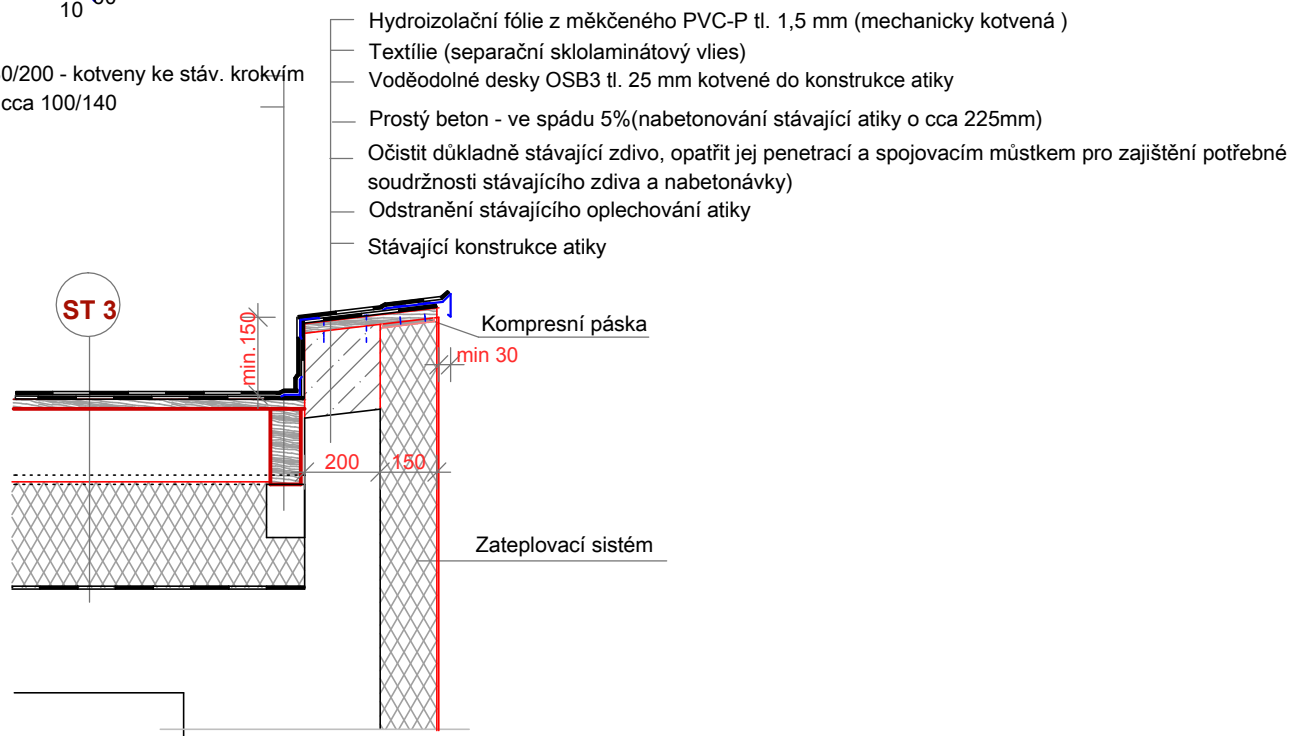 10
Hydroizolační fólie z měkčeného PVC-P tl. 1,5 mm (mechanicky kotvená )
Textílie (separační sklolaminátový vlies)
0/200 - kotveny ke stáv. krokvím
Voděodolné desky OSB3 tl. 25 mm kotvené do konstrukce atiky
cca 100/140
Prostý beton - ve spádu 5%(nabetonování stávající atiky o cca 225mm)
Očistit důkladně stávající zdivo, opatřit jej penetrací a spojovacím můstkem pro zajištění potřebné
soudržnosti stávajícího zdiva a nabetonávky)
Odstranění stávajícího oplechování atiky
Stávající konstrukce atiky
ST 3
min.150
Kompresní páska
min 30
200
150
Zateplovací sistém